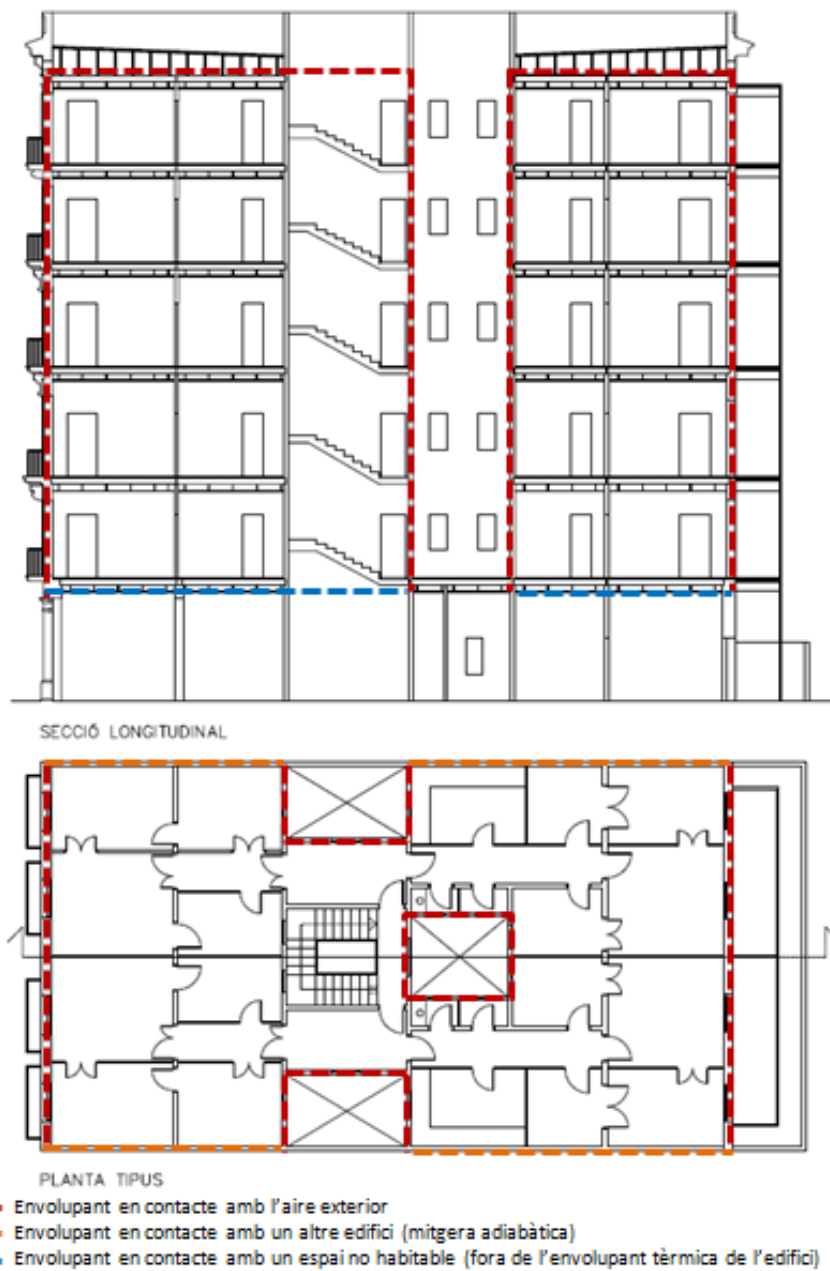 SECCIÓ LONGITUDINAL
PLANTA TIPUS
Envolupant en contacte amb l'aire exterior
Envolupant en contacte amb un altre edifici (mitgera adiabàtica)
Envolupant en contacte amb un espai no habitable (fora de l'envolupant tèrmica de l'edifici)